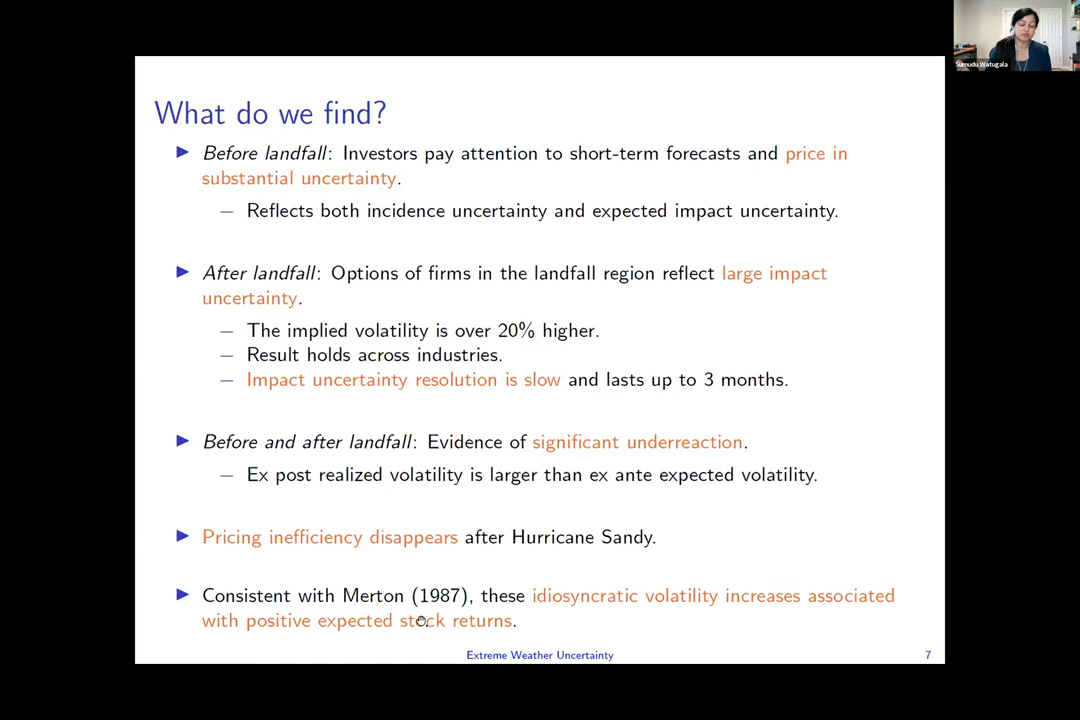 Sumudu Watugala
What do we find?
▶ Before landfall: Investors pay attention to short-term forecasts and price in
substantial uncertainty.
– Reflects both incidence uncertainty and expected impact uncertainty.
▶ After landfall: Options of firms in the landfall region reflect large impact
uncertainty.
– The implied volatility is over 20% higher.
– Result holds across industries.
– Impact uncertainty resolution is slow and lasts up to 3 months.
▶ Before and after landfall: Evidence of significant underreaction.
– Ex post realized volatility is larger than ex ante expected volatility.
▶ Pricing inefficiency disappears after Hurricane Sandy.
▶ Consistent with Merton (1987), these idiosyncratic volatility increases associated
with positive expected stock returns.
Extreme Weather Uncertainty 7